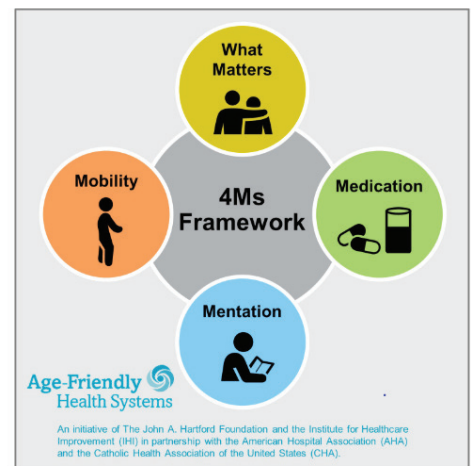 What
Matters
Mobility
4Ms
Framework
Medication
Mentation
Age-Friendly
Health Systems
An initiative of The John A. Hartford Foundation and the Institute for Healthcare
Improvement (IHI) in partnership with the American Hospital Association (AHA)
and the Catholic Health Association of the United States (CHA).